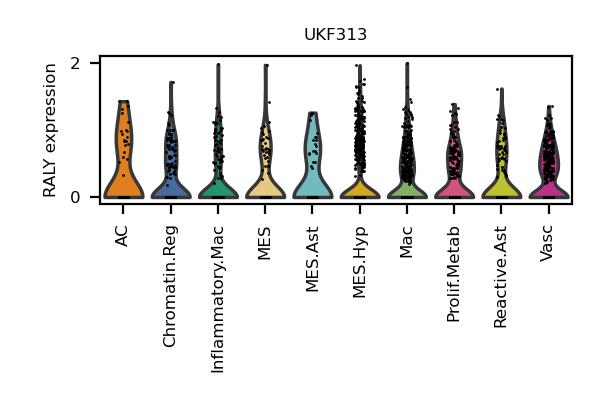 UKF313
RALY expression
2
0
AC
Chromatin.Reg
Inflammatory.Mac
MES
MES.Ast
MES.Hyp
Mac
Prolif.Metab
Reactive.Ast
Vasc